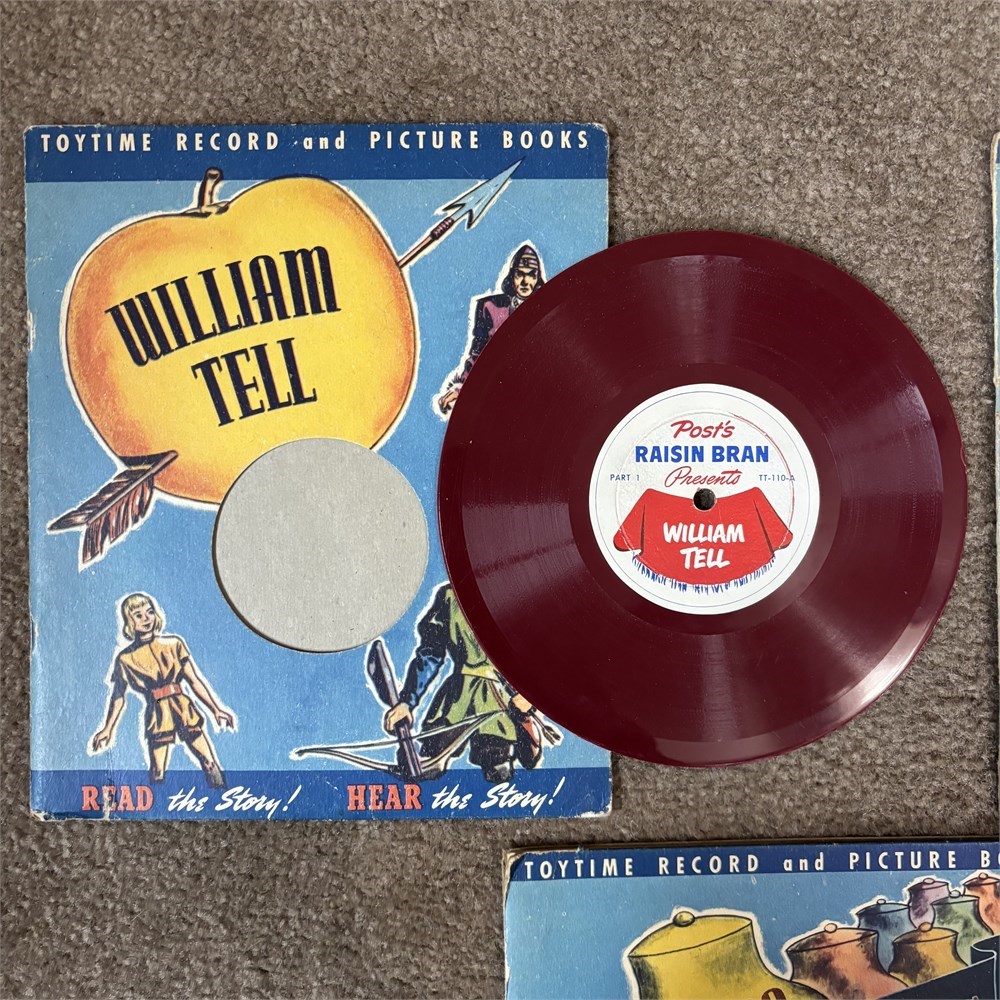 TOYTIME RECORD and PICTURE BOOKS
WILLIAM
TELL
READ the Story! HEAR the Story!
Post's
RAISIN BRAN
PART 1 Presents TT-110-A
WILLIAM
TELL
TOYTIME RECORD and PICTURE